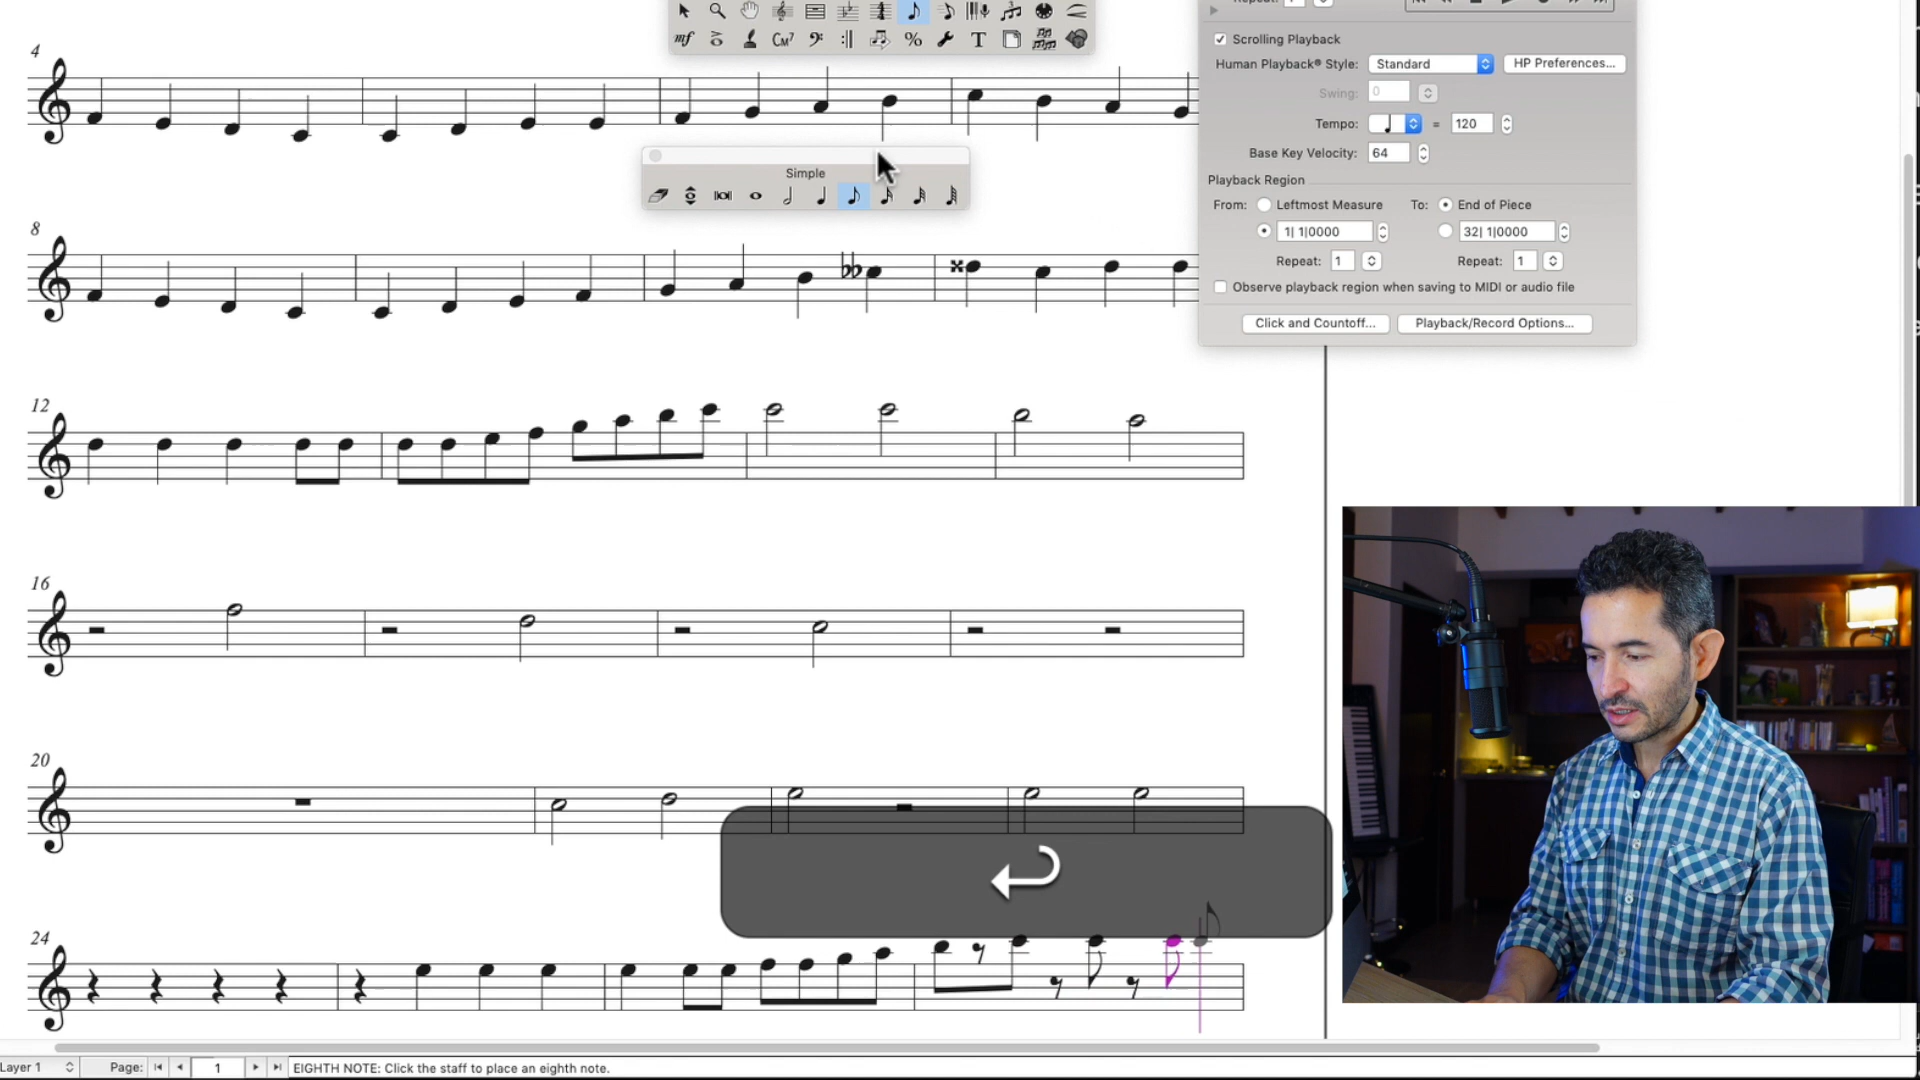 4
mf
CM7
%
T
Scrolling Playback
Human Playback® Style: Standard HP Preferences...
Swing: 0
Tempo: = 120
Base Key Velocity: 64
Playback Region
From: Leftmost Measure To: End of Piece
1| 1|0000 32| 1|0000
Repeat: 1 Repeat: 1
Observe playback region when saving to MIDI or audio file
Click and Countoff... Playback/Record Options...
Simple
8
12
16
20
24
Layer 1 Page: 1 EIGHTH NOTE: Click the staff to place an eighth note.